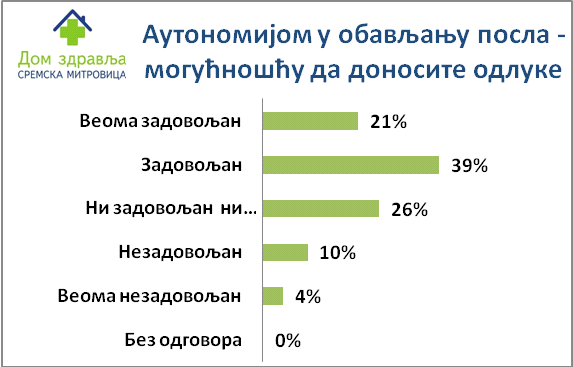 Дом здравља
СРЕМСКА МИТРОВИЦА
Аутономијом у обављању посла -
могућношћу да доносите одлуке
Веома задовољан 21%
Задовољан 39%
Ни задовољан ни... 26%
Незадовољан 10%
Веома незадовољан 4%
Без одговора 0%